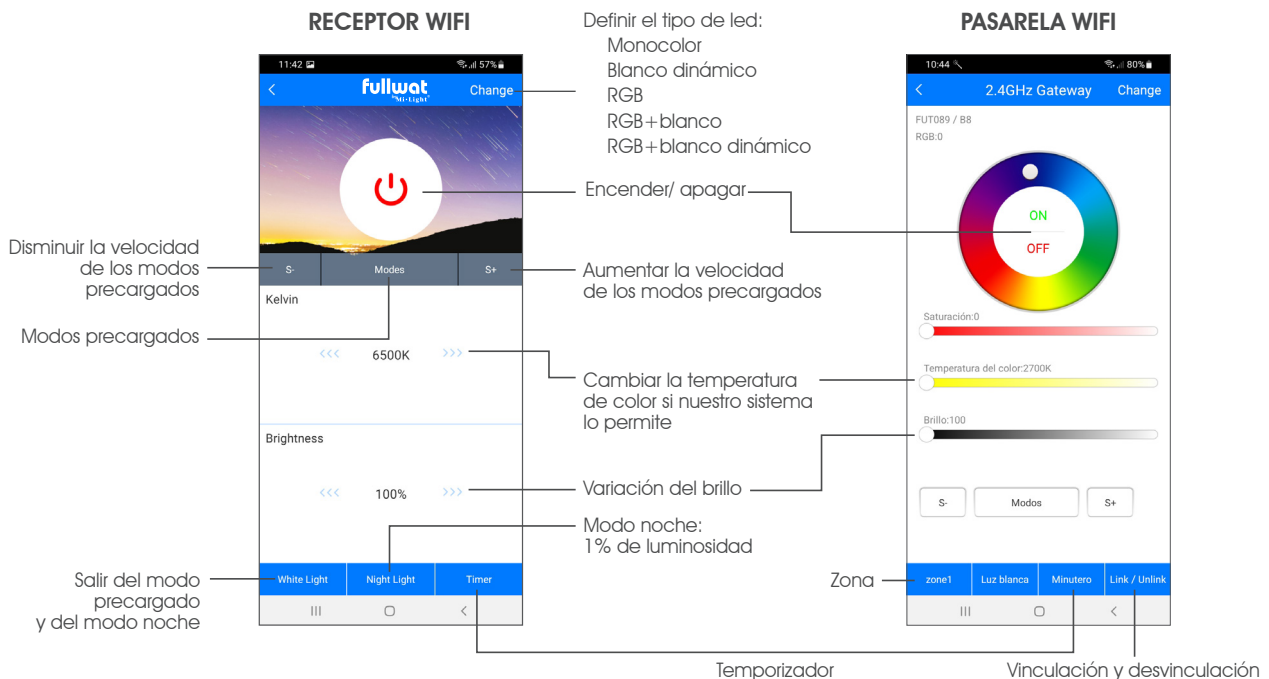 RECEPTOR WIFI
Definir el tipo de led:
Monocolor
Blanco dinámico
RGB
RGB+blanco
RGB+blanco dinámico
PASARELA WIFI
11:42
57%
fullwat
by Mi·Light
Change
Encender/ apagar
Disminuir la velocidad
de los modos
precargados
S-
Modes
S+
Aumentar la velocidad
de los modos precargados
Modos precargados
Kelvin
<<<
6500K
>>>
Cambiar la temperatura
de color si nuestro sistema
lo permite
Brightness
<<<
100%
>>>
Variación del brillo
Modo noche:
1% de luminosidad
Salir del modo
precargado
y del modo noche
White Light
Night Light
Timer
10:44
80%
2.4GHz Gateway
Change
FUT089 / B8
RGB:0
ON
OFF
Saturación:0
Temperatura del color:2700K
Brillo:100
S-
Modos
S+
Zona
zone1
Luz blanca
Minutero
Link / Unlink
Temporizador
Vinculación y desvinculación